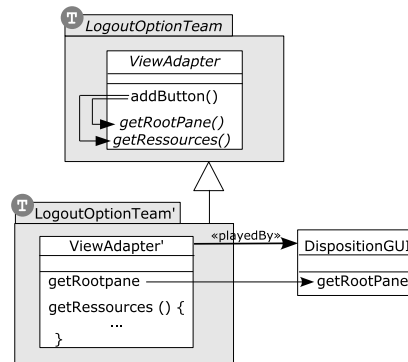 T
LogoutOptionTeam
ViewAdapter
addButton()
getRootPane()
getRessources()
T
LogoutOptionTeam'
ViewAdapter'
«playedBy»
DispositionGUI
getRootpane
getRootPane
getRessources () {
...
}